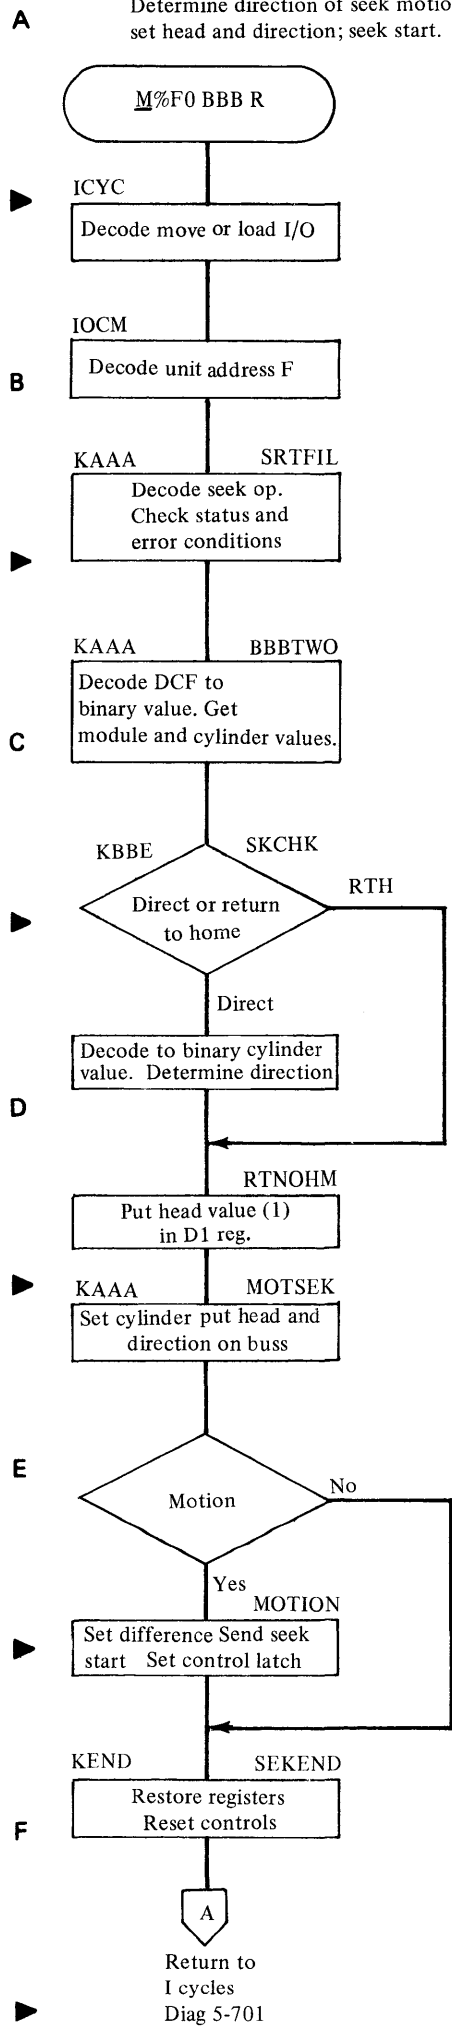 Determine direction of seek motio
A
set head and direction; seek start.
M%F0 BBB R
ICYC
Decode move or load I/O
IOCM
B
Decode unit address F
KAAA SRTFIL
Decode seek op.
Check status and
error conditions
KAAA BBBTWO
Decode DCF to
binary value. Get
module and cylinder values.
C
KBBE SKCHK
RTH
Direct or return
to home
Direct
Decode to binary cylinder
value. Determine direction
D
RTNOHM
Put head value (1)
in D1 reg.
KAAA MOTSEK
Set cylinder put head and
direction on buss
E
No
Motion
Yes
MOTION
Set difference Send seek
start Set control latch
KEND SEKEND
Restore registers
Reset controls
F
A
Return to
I cycles
Diag 5-701